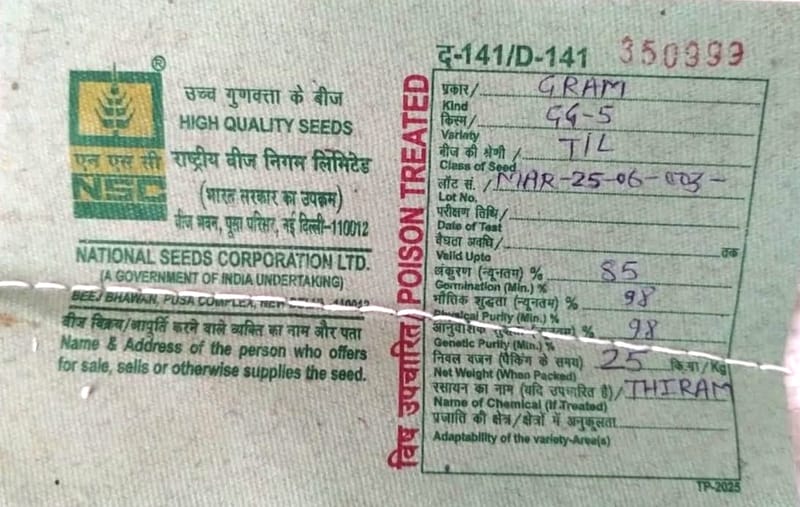 ®
एन एस सी
NSC
उच्च गुणवत्ता के बीज
HIGH QUALITY SEEDS
राष्ट्रीय बीज निगम लिमिटेड
(भारत सरकार का उपक्रम)
बीज भवन, पूसा परिसर, नई दिल्ली-110012
NATIONAL SEEDS CORPORATION LTD.
(A GOVERNMENT OF INDIA UNDERTAKING)
BEEJ BHAWAN, PUSA COMPLEX, NEW DELHI-110012
बीज विक्रय/आपूर्ति करने वाले व्यक्ति का नाम और पता
Name & Address of the person who offers
for sale, sells or otherwise supplies the seed.
विष उपचारित/POISON TREATED
द-141/D-141 350999
प्रकार/ GRAM
Kind
किस्म/ GG-5
Variety
बीज की श्रेणी/ T/L
Class of Seed
लॉट सं./ MAR-25-06-003-
Lot No.
परीक्षण तिथि/
Date of Test
वैधता अवधि/ तक
Valid Upto
अंकुरण (न्यूनतम) % 85
Germination (Min.) %
भौतिक शुद्धता (न्यूनतम) % 98
Physical Purity (Min.) %
आनुवांशिक शुद्धता (न्यूनतम) % 98
Genetic Purity (Min.) %
निवल वजन (पैकिंग के समय) 25 कि.ग्रा/Kg
Net Weight (When Packed)
रसायन का नाम (यदि उपचारित है)/ THIRAM
Name of Chemical (If Treated)
प्रजाति की क्षेत्र/क्षेत्रों में अनुकूलता
Adaptability of the variety-Area(s)
TP-2025